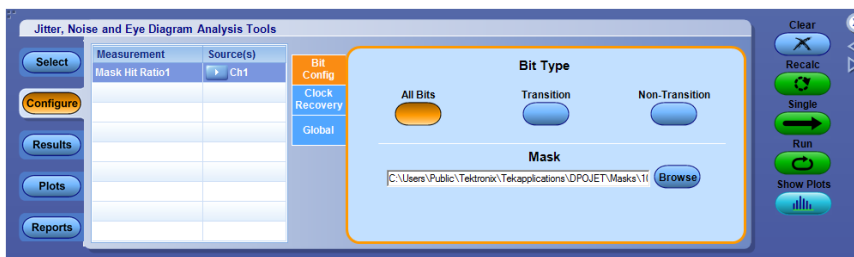 Jitter, Noise and Eye Diagram Analysis Tools
Clear
Select
Measurement Source(s)
Mask Hit Ratio1 Ch1
Bit Config
Clock Recovery
Global
Bit Type
All Bits Transition Non-Transition
Mask
C:\Users\Public\Tektronix\Tekapplications\DPOJET\Masks\1(
Browse
Configure
Results
Plots
Reports
Recalc
Single
Run
Show Plots